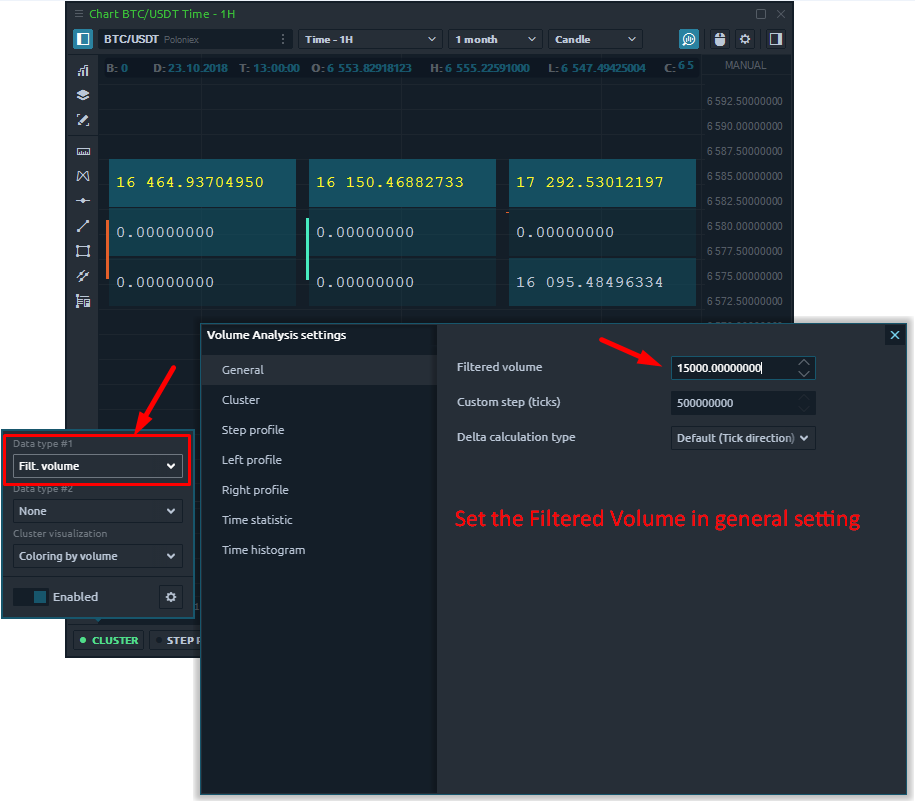 Chart BTC/USDT Time - 1H
BTC/USDT Poloniex Time - 1H 1 month Candle
B: 0 D: 23.10.2018 T: 13:00:00 O: 6 553.82918123 H: 6 555.22591000 L: 6 547.49425004 C: 6 5
MANUAL
6 592.50000000
6 590.00000000
6 587.50000000
6 585.00000000
6 582.50000000
6 580.00000000
6 577.50000000
6 575.00000000
6 572.50000000
16 464.93704950 16 150.46882733 17 292.53012197
0.00000000 0.00000000 0.00000000
0.00000000 0.00000000 16 095.48496334
Volume Analysis settings
General
Cluster
Step profile
Left profile
Right profile
Time statistic
Time histogram
Filtered volume 15000.00000000
Custom step (ticks) 500000000
Delta calculation type Default (Tick direction)
Set the Filtered Volume in general setting
Data type #1
Filt. volume
Data type #2
None
Cluster visualization
Coloring by volume
Enabled
CLUSTER STEP